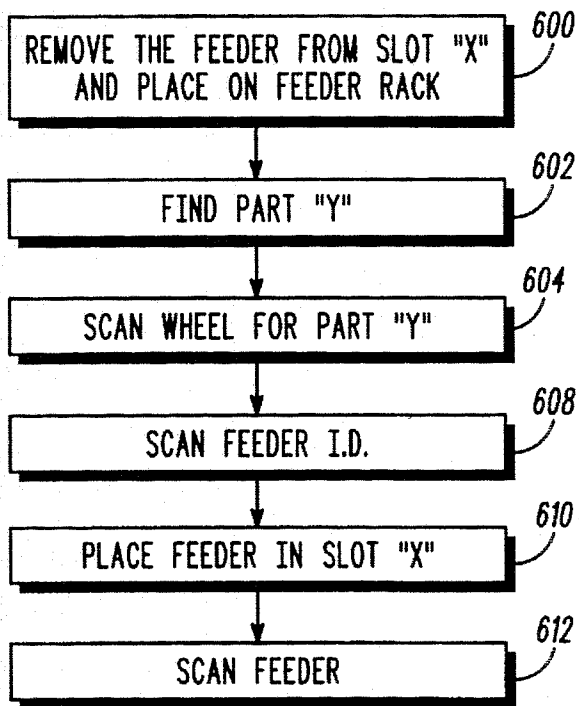 REMOVE THE FEEDER FROM SLOT "X"
AND PLACE ON FEEDER RACK
600
FIND PART "Y"
602
SCAN WHEEL FOR PART "Y"
604
SCAN FEEDER I.D.
608
PLACE FEEDER IN SLOT "X"
610
SCAN FEEDER
612